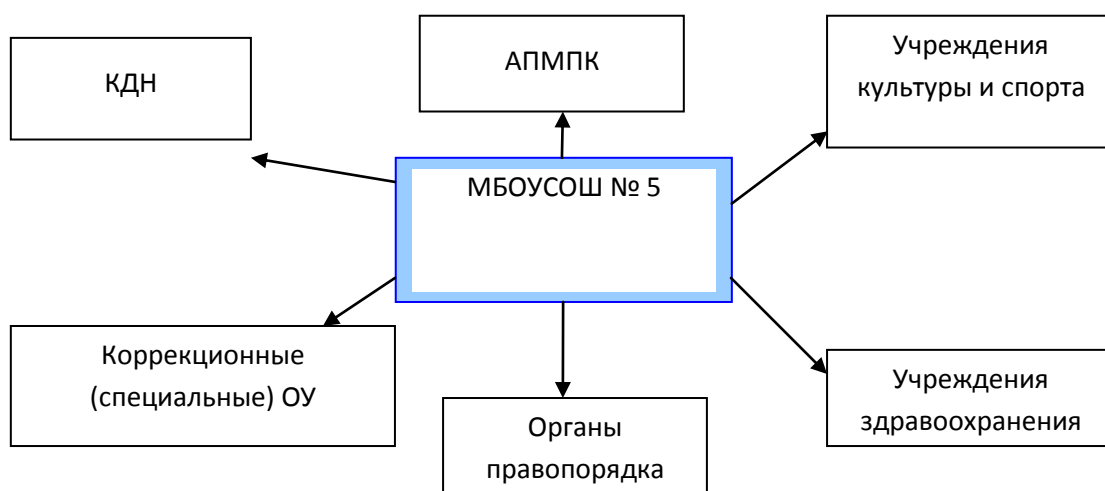 КДН
АПМПК
Учреждения
культуры и спорта
МБОУСОШ № 5
Коррекционные
(специальные) ОУ
Органы
правопорядка
Учреждения
здравоохранения